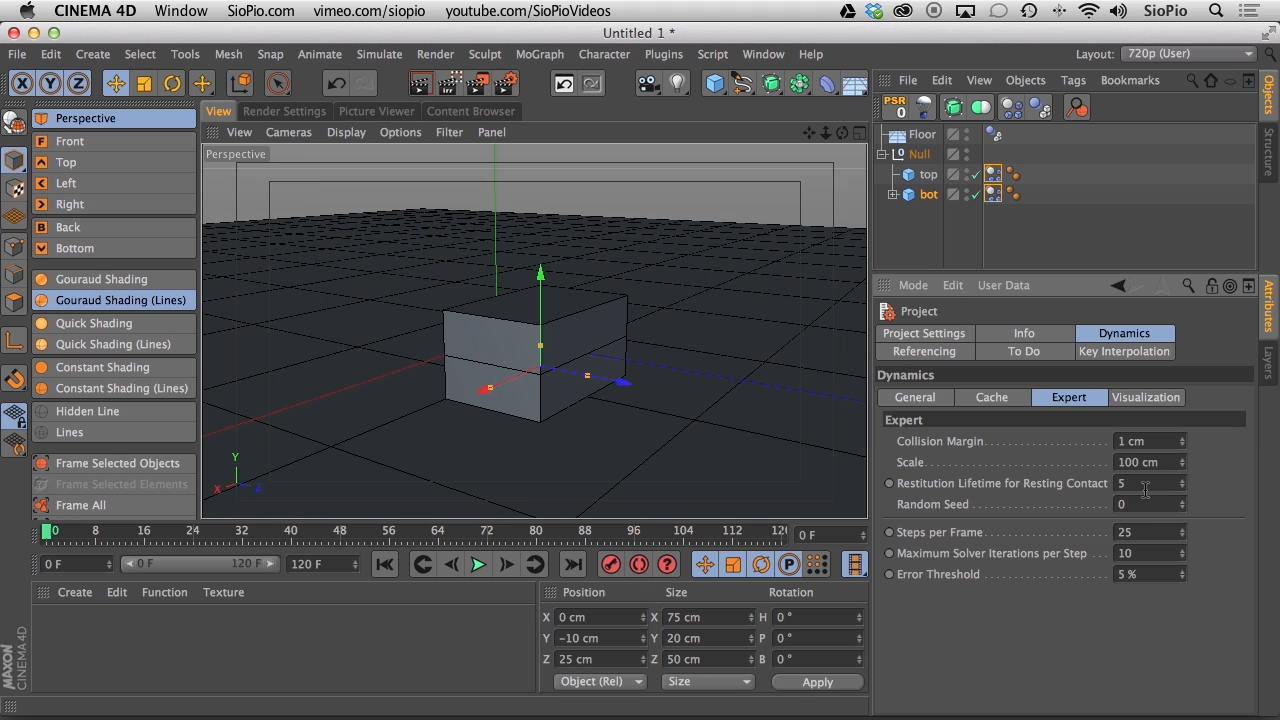 CINEMA 4D Window SioPio.com vimeo.com/siopio youtube.com/SioPioVideos SioPio
Untitled 1 *
File Edit Create Select Tools Mesh Snap Animate Simulate Render Sculpt MoGraph Character Plugins Script Window Help Layout: 720p (User)
X Y Z
File Edit View Objects Tags Bookmarks
PSR 0
View Render Settings Picture Viewer Content Browser
View Cameras Display Options Filter Panel
Perspective
Perspective
F Front
Top
Left
Right
B Back
Bottom
Gouraud Shading
Gouraud Shading (Lines)
Quick Shading
Quick Shading (Lines)
Constant Shading
Constant Shading (Lines)
Hidden Line
Lines
Frame Selected Objects
Frame Selected Elements
Frame All
Y
X Z
Floor
Null
top
bot
Objects
Structure
Attributes
Layers
Mode Edit User Data
Project
Project Settings Info Dynamics
Referencing To Do Key Interpolation
Dynamics
General Cache Expert Visualization
Expert
Collision Margin 1 cm
Scale 100 cm
Restitution Lifetime for Resting Contact 5
Random Seed 0
Steps per Frame 25
Maximum Solver Iterations per Step 10
Error Threshold 5 %
0 8 16 24 32 40 48 56 64 72 80 88 96 104 112 0 F
0 F 0 F 120 F 120 F
P
Create Edit Function Texture
Position Size Rotation
X 0 cm X 75 cm H 0 °
Y -10 cm Y 20 cm P 0 °
Z 25 cm Z 50 cm B 0 °
Object (Rel) Size Apply
MAXON
CINEMA 4D